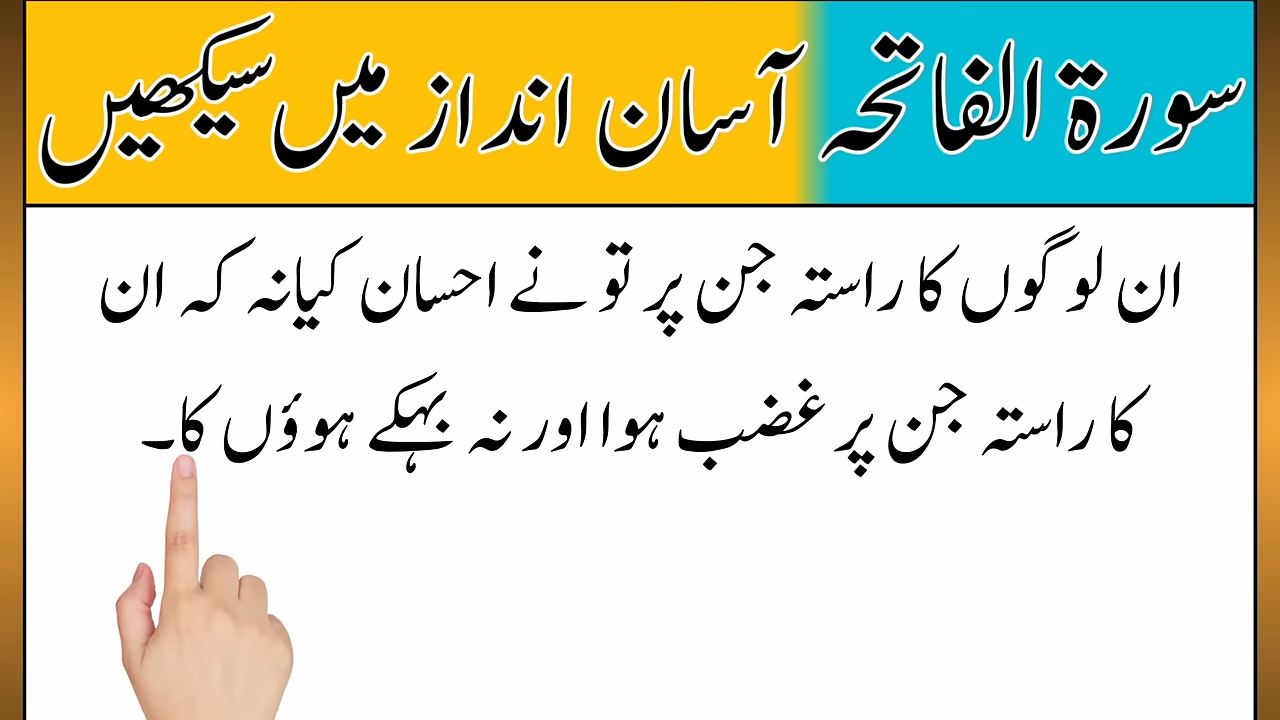 سورۃ الفاتحہ آسان انداز میں سیکھیں
ان لوگوں کا راستہ جن پر تو نے احسان کیا نہ کہ ان
کا راستہ جن پر غضب ہوا اور نہ بہکے ہوؤں کا۔